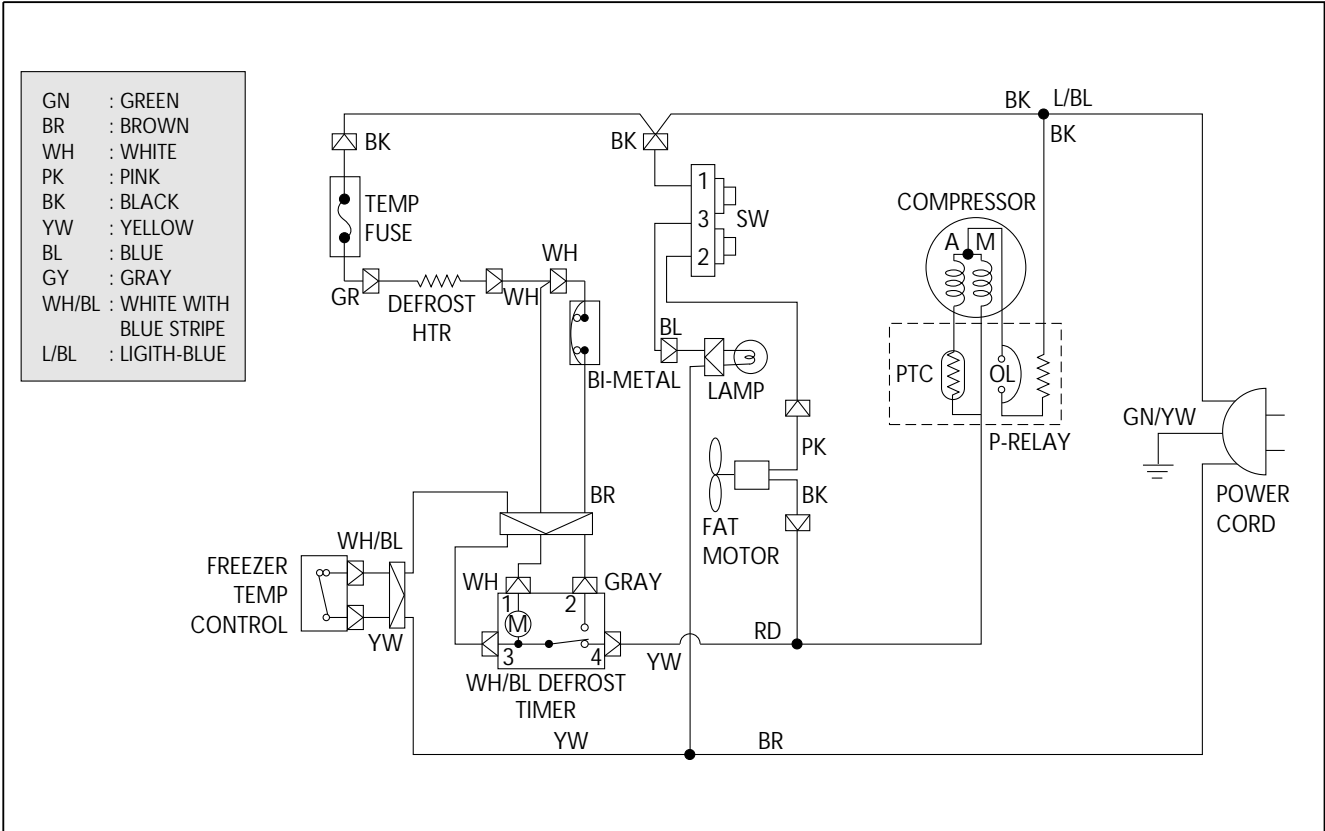 GN : GREEN
BR : BROWN
WH : WHITE
PK : PINK
BK : BLACK
YW : YELLOW
BL : BLUE
GY : GRAY
WH/BL : WHITE WITH
BLUE STRIPE
L/BL : LIGITH-BLUE
BK L/BL
BK
BK
BK
TEMP
FUSE
1
3
2
SW
COMPRESSOR
A M
WH
GR
DEFROST
HTR
WH
BL
BI-METAL
LAMP
PTC
OL
P-RELAY
GN/YW
POWER
CORD
PK
BK
FAT
MOTOR
BR
WH/BL
FREEZER
TEMP
CONTROL
YW
WH
GRAY
1
2
M
3
4
YW
RD
WH/BL DEFROST
TIMER
YW
BR